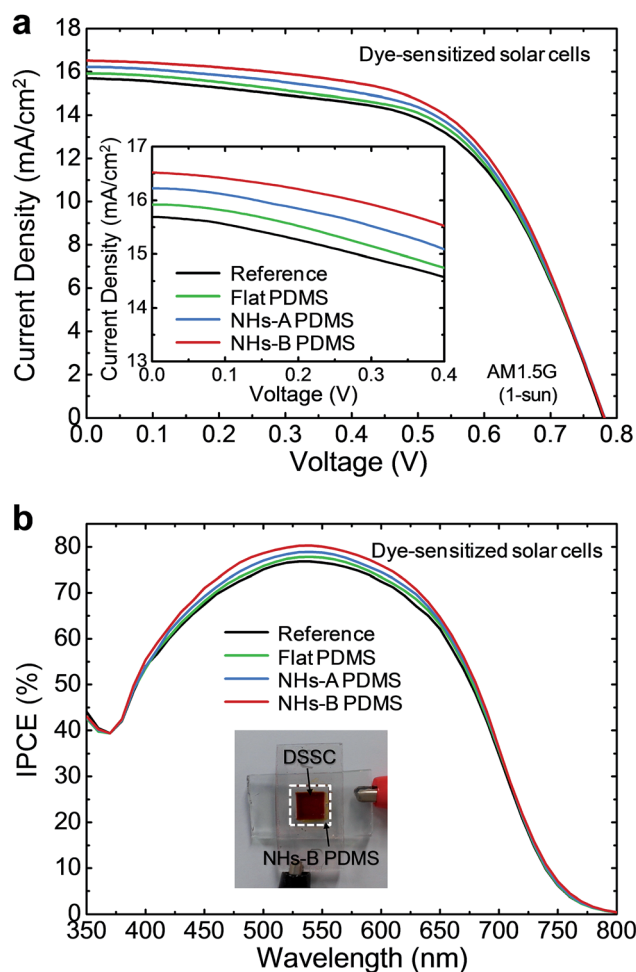 a
18
16
14
12
10
8
6
4
2
0
Current Density (mA/cm²)
Dye-sensitized solar cells
17
16
15
14
13
Current Density (mA/cm²)
Reference
Flat PDMS
NHs-A PDMS
NHs-B PDMS
0.0 0.1 0.2 0.3 0.4
Voltage (V)
AM1.5G
(1-sun)
0.0 0.1 0.2 0.3 0.4 0.5 0.6 0.7 0.8
Voltage (V)
b
80
70
60
50
40
30
20
10
0
IPCE (%)
Dye-sensitized solar cells
Reference
Flat PDMS
NHs-A PDMS
NHs-B PDMS
DSSC
NHs-B PDMS
350 400 450 500 550 600 650 700 750 800
Wavelength (nm)